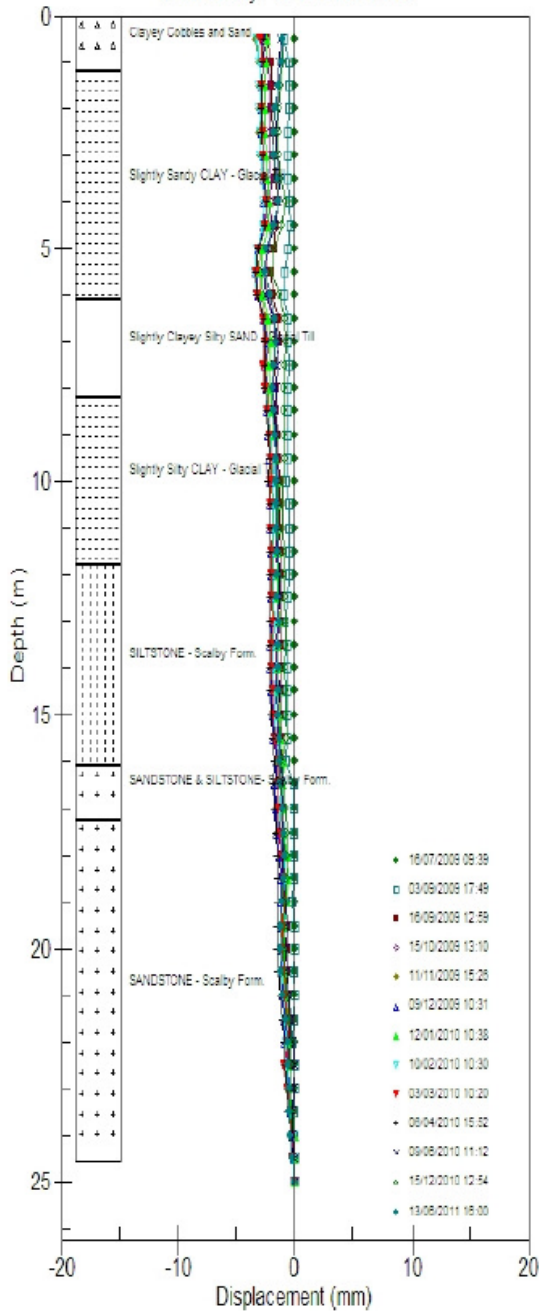 0
Clayey Cobbles and Sand
Slightly Sandy CLAY - Glacial
5
Slightly Clayey Silty SAND - Glacial Till
Slightly Silty CLAY - Glacial T
10
Depth (m)
SILTSTONE - Scalby Form.
15
SANDSTONE & SILTSTONE- Scalby Form.
16/07/2009 09:39
03/09/2009 17:49
16/09/2009 12:59
20
15/10/2009 13:10
SANDSTONE - Scalby Form.
11/11/2009 15:26
09/12/2009 10:31
12/01/2010 10:38
10/02/2010 10:30
03/03/2010 10:20
06/04/2010 15:52
09/06/2010 11:12
15/12/2010 12:54
25
13/06/2011 16:00
-20 -10 0 10 20
Displacement (mm)